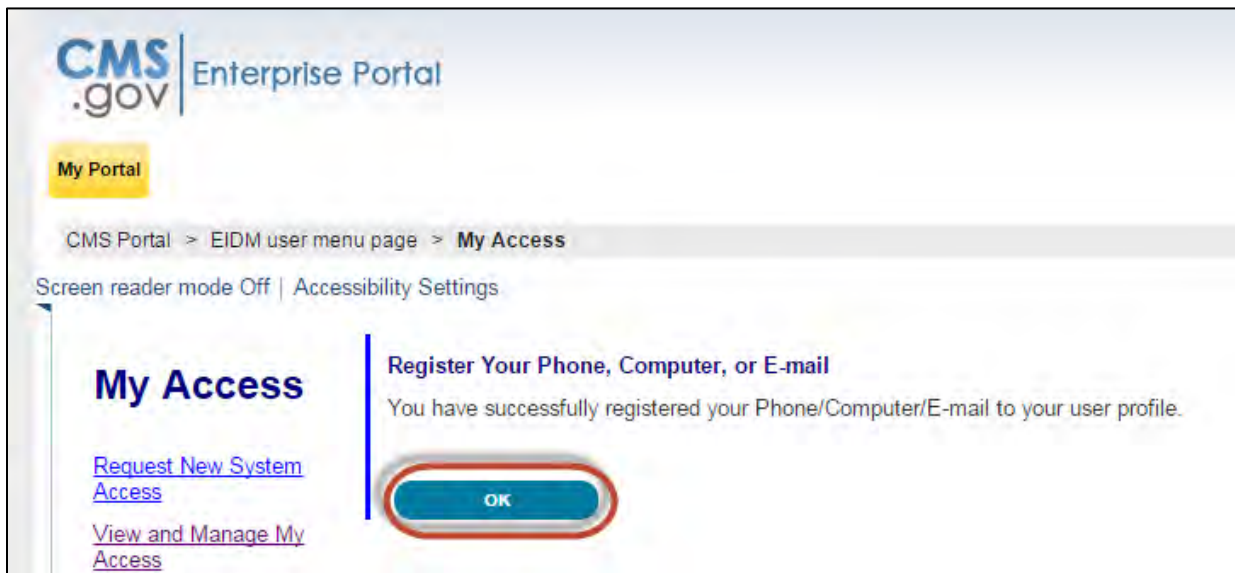 CMS
.gov
Enterprise Portal
My Portal
CMS Portal > EIDM user menu page > My Access
Screen reader mode Off | Accessibility Settings
My Access
Request New System
Access
View and Manage My
Access
Register Your Phone, Computer, or E-mail
You have successfully registered your Phone/Computer/E-mail to your user profile.
OK